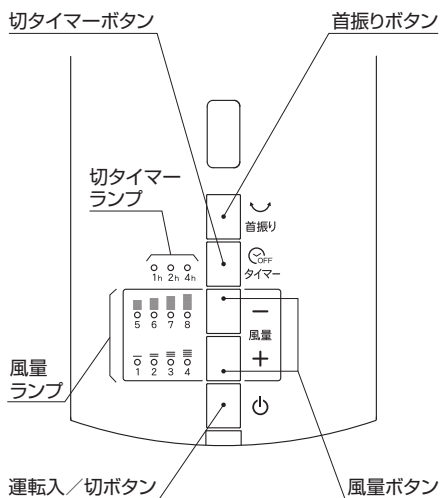 切タイマーボタン
首振りボタン
切タイマー
ランプ
首振り
OFF
タイマー
1h 2h 4h
5 6 7 8
風量
1 2 3 4
風量
ランプ
運転入／切ボタン
風量ボタン